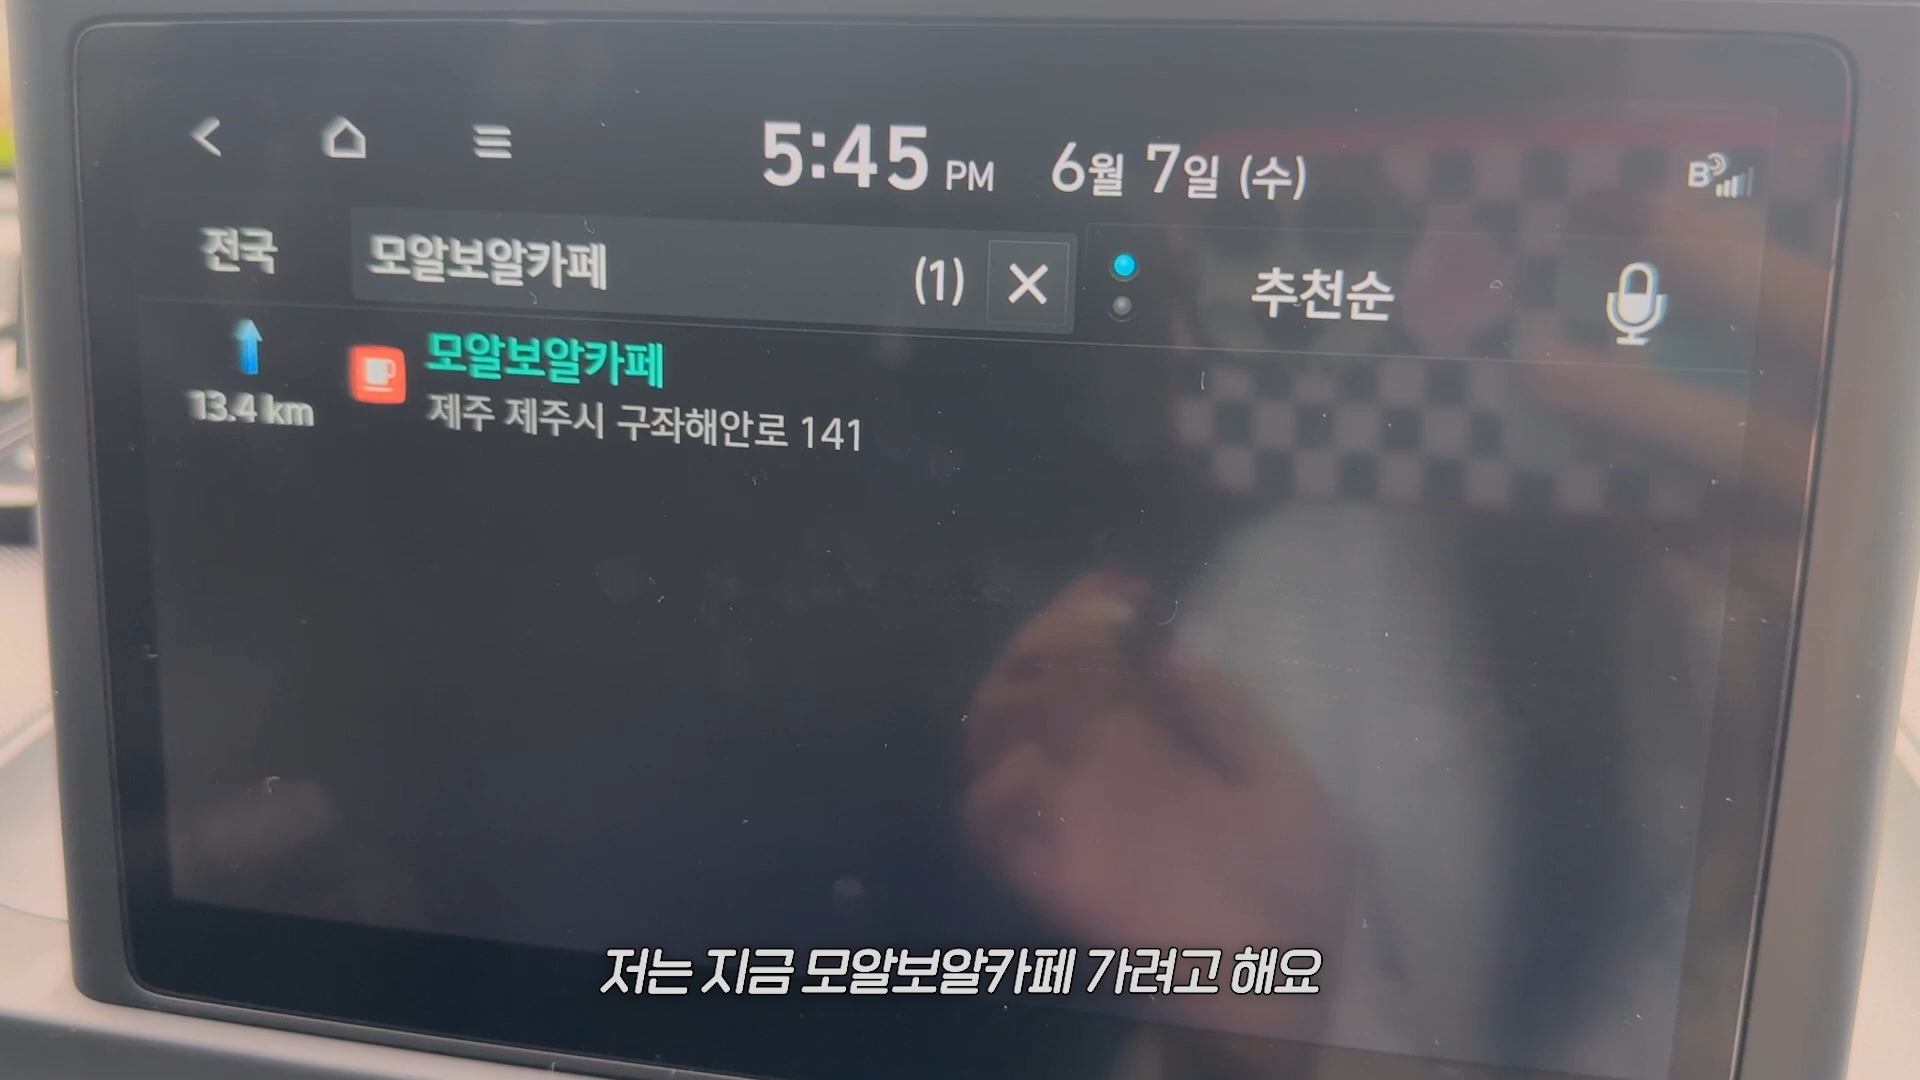 5:45 PM 6월 7일 (수)
전국 모알보알카페 (1) 추천순
모알보알카페
13.4 km 제주 제주시 구좌해안로 141
저는 지금 모알보알카페 가려고 해요